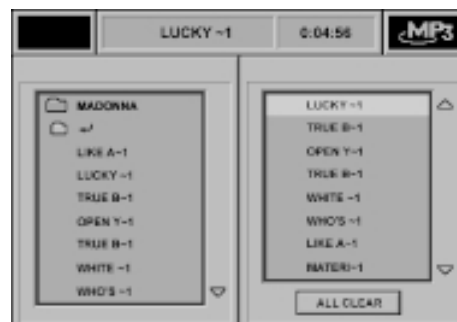 LUCKY ~1
0:04:56
MP3
MADONNA
LIKE A~1
LUCKY ~1
TRUE B~1
OPEN Y~1
TRUE B~1
WHITE ~1
WHO'S ~1
LUCKY ~1
TRUE B~1
OPEN Y~1
TRUE B~1
WHITE ~1
WHO'S ~1
LIKE A~1
MATERI~1
ALL CLEAR